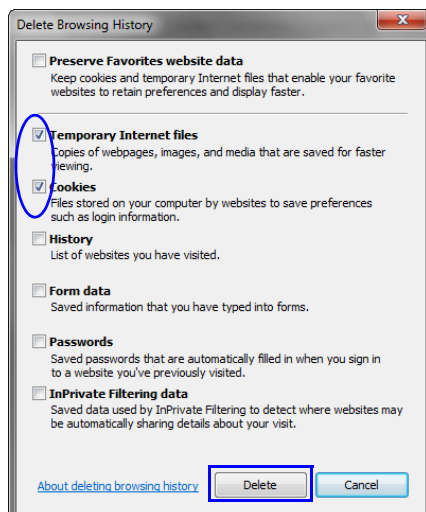 Delete Browsing History
Preserve Favorites website data
Keep cookies and temporary Internet files that enable your favorite
websites to retain preferences and display faster.
Temporary Internet files
Copies of webpages, images, and media that are saved for faster
viewing.
Cookies
Files stored on your computer by websites to save preferences
such as login information.
History
List of websites you have visited.
Form data
Saved information that you have typed into forms.
Passwords
Saved passwords that are automatically filled in when you sign in
to a website you've previously visited.
InPrivate Filtering data
Saved data used by InPrivate Filtering to detect where websites may
be automatically sharing details about your visit.
About deleting browsing history Delete Cancel